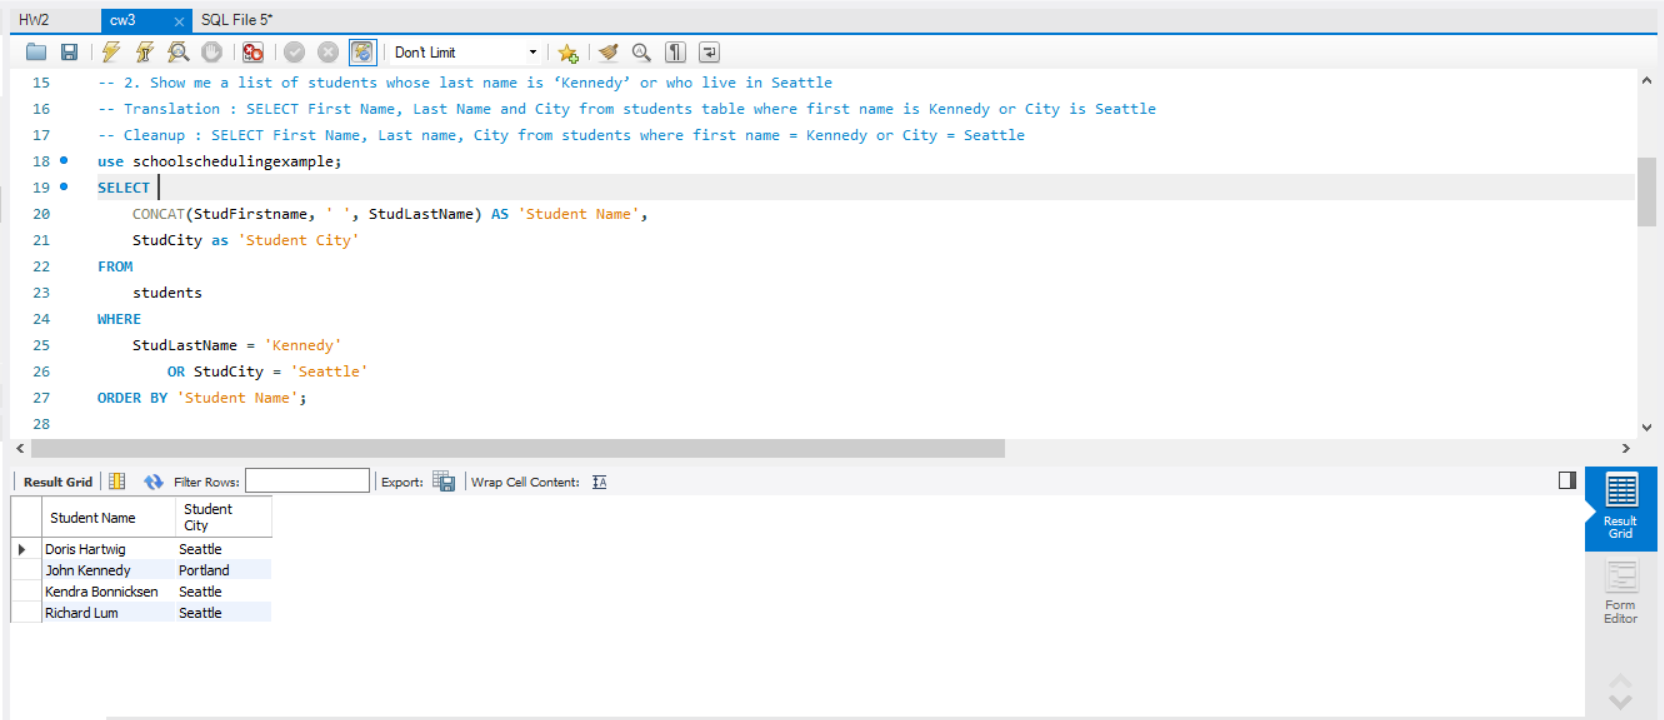 HW2 cw3 SQL File 5*
Don't Limit
15 -- 2. Show me a list of students whose last name is ‘Kennedy’ or who live in Seattle
16 -- Translation : SELECT First Name, Last Name and City from students table where first name is Kennedy or City is Seattle
17 -- Cleanup : SELECT First Name, Last name, City from students where first name = Kennedy or City = Seattle
18 use schoolschedulingexample;
19 SELECT
20 CONCAT(StudFirstname, ' ', StudLastName) AS 'Student Name',
21 StudCity as 'Student City'
22 FROM
23 students
24 WHERE
25 StudLastName = 'Kennedy'
26 OR StudCity = 'Seattle'
27 ORDER BY 'Student Name';
28
Result Grid Filter Rows: Export: Wrap Cell Content: IA
Student Name Student
City
Doris Hartwig Seattle
John Kennedy Portland
Kendra Bonnicksen Seattle
Richard Lum Seattle
Result
Grid
Form
Editor